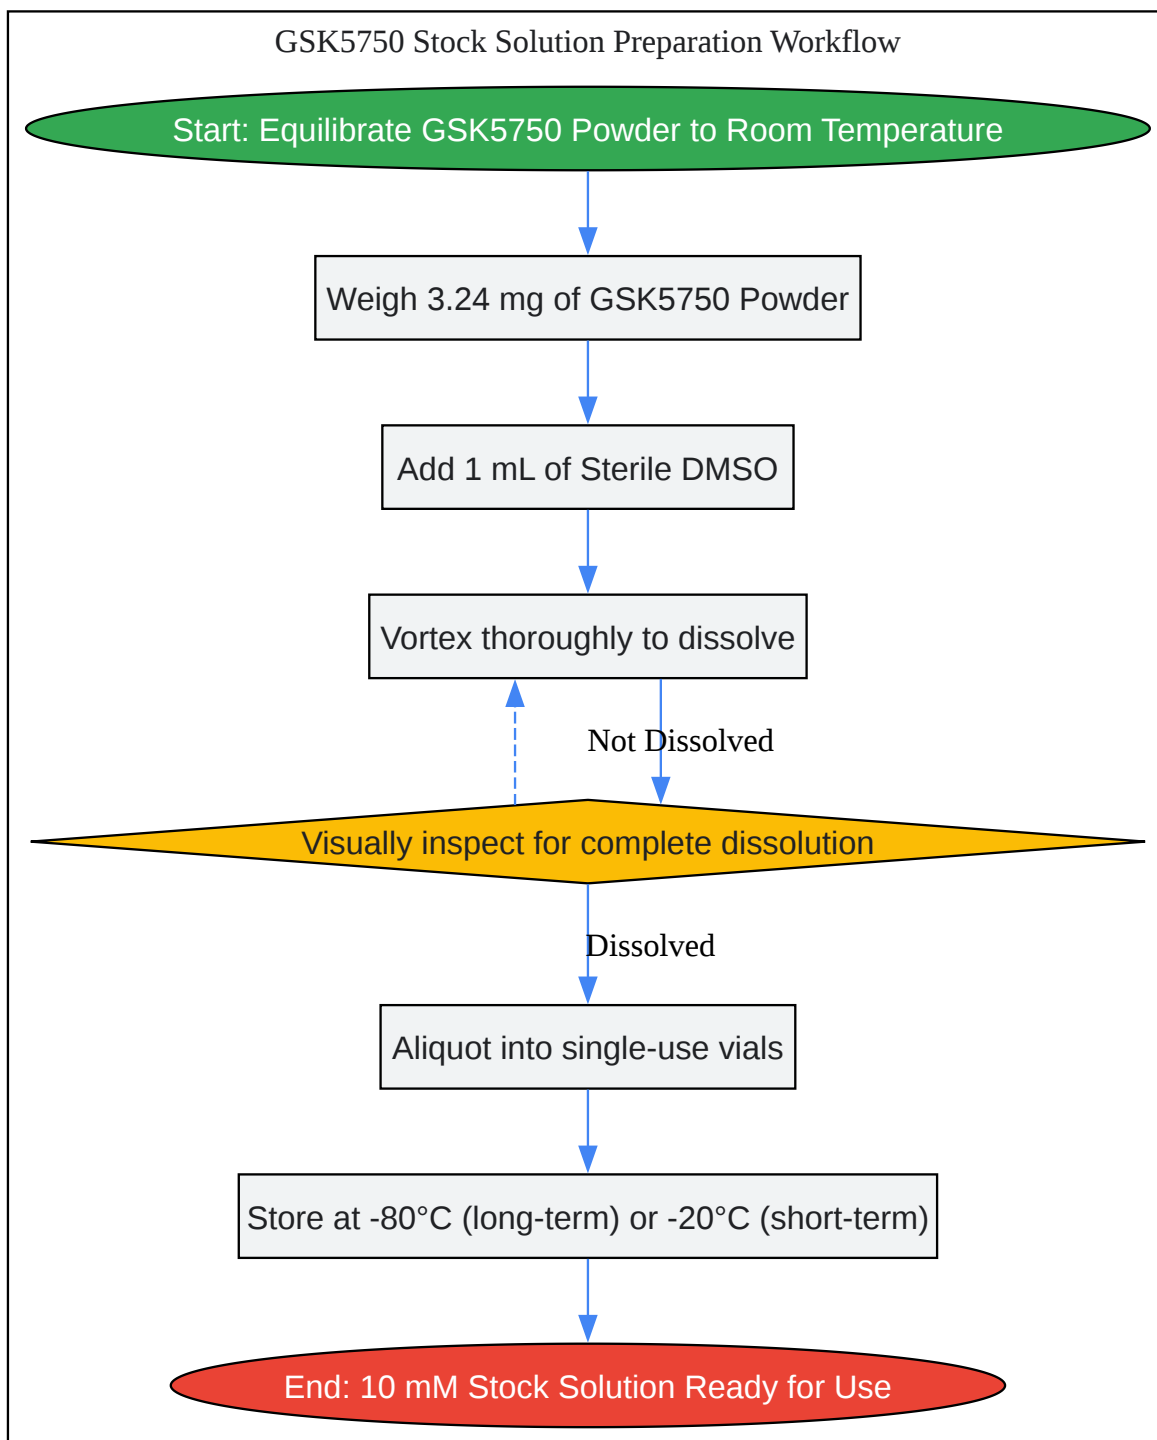 GSK5750 Stock Solution Preparation Workflow
Start: Equilibrate GSK5750 Powder to Room Temperature
Weigh 3.24 mg of GSK5750 Powder
Add 1 mL of Sterile DMSO
Vortex thoroughly to dissolve
Not Dissolved
Visually inspect for complete dissolution
Dissolved
Aliquot into single-use vials
Store at -80°C (long-term) or -20°C (short-term)
End: 10 mM Stock Solution Ready for Use